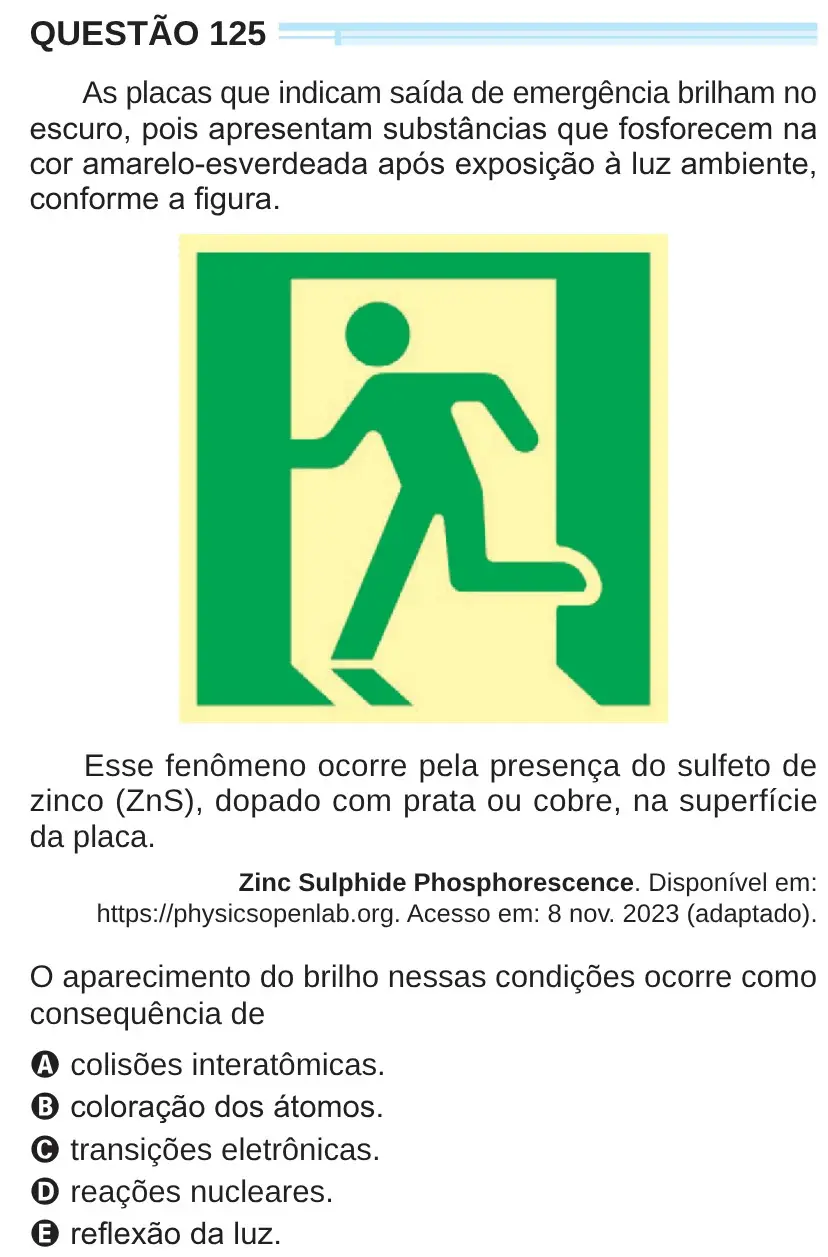 QUESTÃO 125
As placas que indicam saída de emergência brilham no
escuro, pois apresentam substâncias que fosforecem na
cor amarelo-esverdeada após exposição à luz ambiente,
conforme a figura.
Esse fenômeno ocorre pela presença do sulfeto de
zinco (ZnS), dopado com prata ou cobre, na superfície
da placa.
Zinc Sulphide Phosphorescence. Disponível em:
https://physicsopenlab.org. Acesso em: 8 nov. 2023 (adaptado).
O aparecimento do brilho nessas condições ocorre como
consequência de
A colisões interatômicas.
B coloração dos átomos.
C transições eletrônicas.
D reações nucleares.
E reflexão da luz.